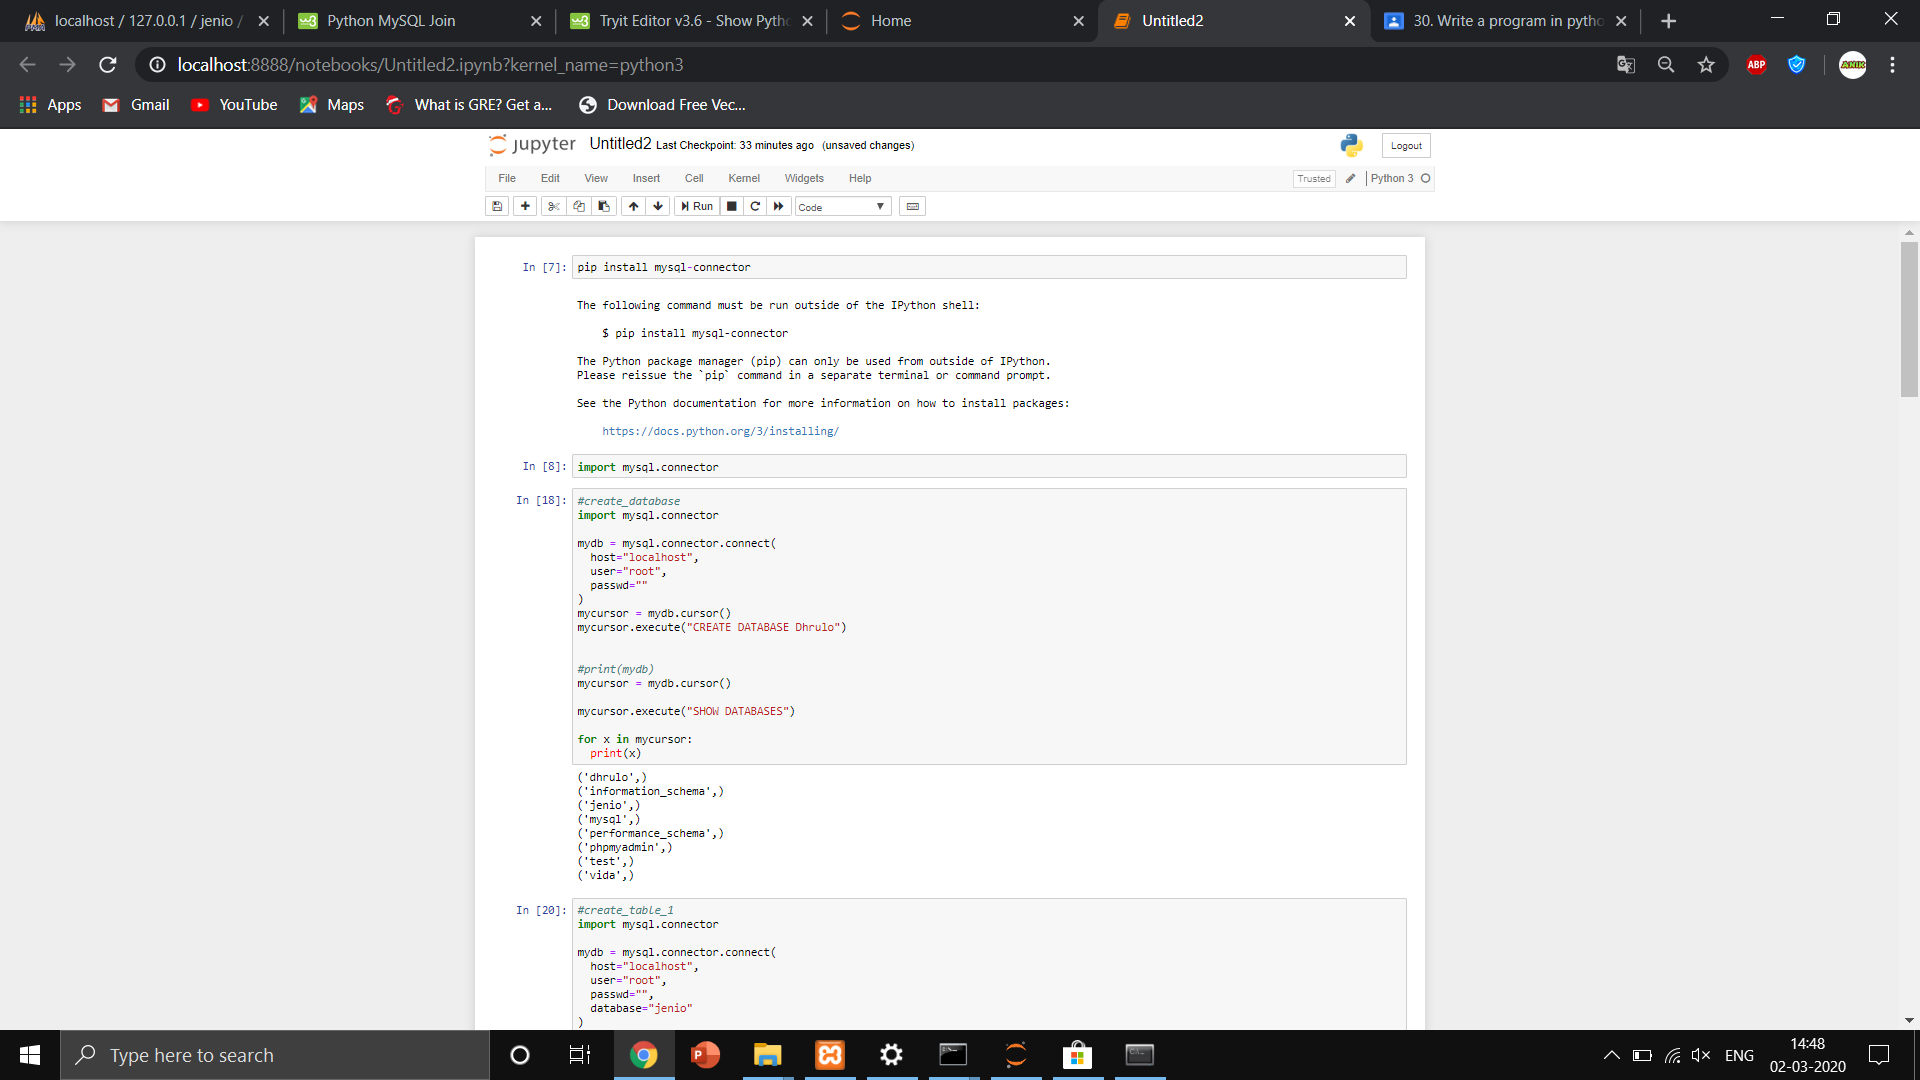 localhost / 127.0.0.1 / jenio /
Python MySQL Join
Tryit Editor v3.6 - Show Pytho
Home
Untitled2
30. Write a program in pytho
localhost:8888/notebooks/Untitled2.ipynb?kernel_name=python3
ABP
Apps
Gmail
YouTube
Maps
What is GRE? Get a...
Download Free Vec...
jupyter
Untitled2 Last Checkpoint: 33 minutes ago (unsaved changes)
Logout
File
Edit
View
Insert
Cell
Kernel
Widgets
Help
Trusted
Python 3
Run
Code
In [7]:
pip install mysql-connector
The following command must be run outside of the IPython shell:
$ pip install mysql-connector
The Python package manager (pip) can only be used from outside of IPython.
Please reissue the `pip` command in a separate terminal or command prompt.
See the Python documentation for more information on how to install packages:
https://docs.python.org/3/installing/
In [8]:
import mysql.connector
In [18]:
#create_database
import mysql.connector
mydb = mysql.connector.connect(
host="localhost",
user="root",
passwd=""
)
mycursor = mydb.cursor()
mycursor.execute("CREATE DATABASE Dhrulo")
#print(mydb)
mycursor = mydb.cursor()
mycursor.execute("SHOW DATABASES")
for x in mycursor:
print(x)
('dhrulo',)
('information_schema',)
('jenio',)
('mysql',)
('performance_schema',)
('phpmyadmin',)
('test',)
('vida',)
In [20]:
#create_table_1
import mysql.connector
mydb = mysql.connector.connect(
host="localhost",
user="root",
passwd="",
database="jenio"
)
Type here to search
ENG
14:48
02-03-2020